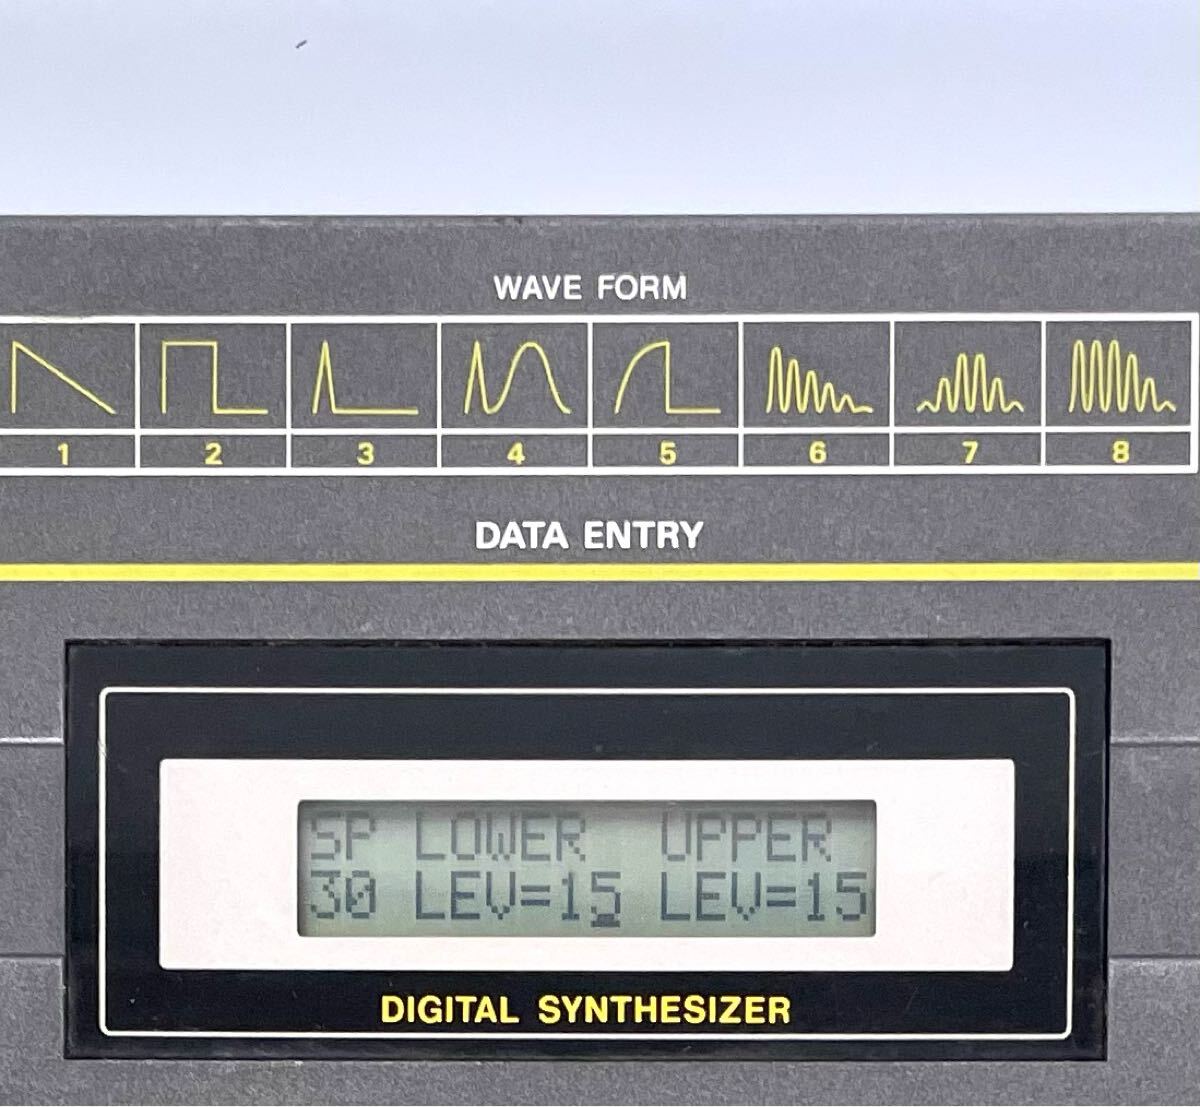 WAVE FORM
1 2 3 4 5 6 7 8
DATA ENTRY
SP LOWER UPPER
30 LEV=15 LEV=15
DIGITAL SYNTHESIZER